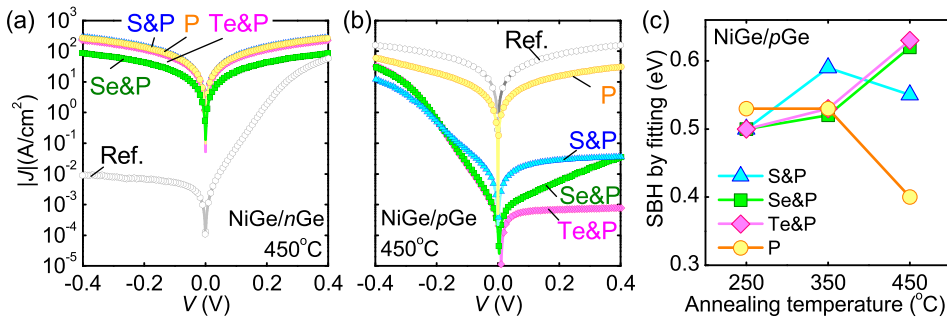 (a)
10³
10²
10¹
10⁰
10⁻¹
10⁻²
10⁻³
10⁻⁴
10⁻⁵
|J|(A/cm²)
S&P P Te&P
Se&P
Ref.
NiGe/nGe
450°C
-0.4 -0.2 0.0 0.2 0.4
V (V)
(b)
Ref.
P
S&P
Se&P
Te&P
NiGe/pGe
450°C
-0.4 -0.2 0.0 0.2 0.4
V (V)
(c)
NiGe/pGe
0.6
0.5
0.4
0.3
SBH by fitting (eV)
S&P
Se&P
Te&P
P
250 350 450
Annealing temperature (°C)